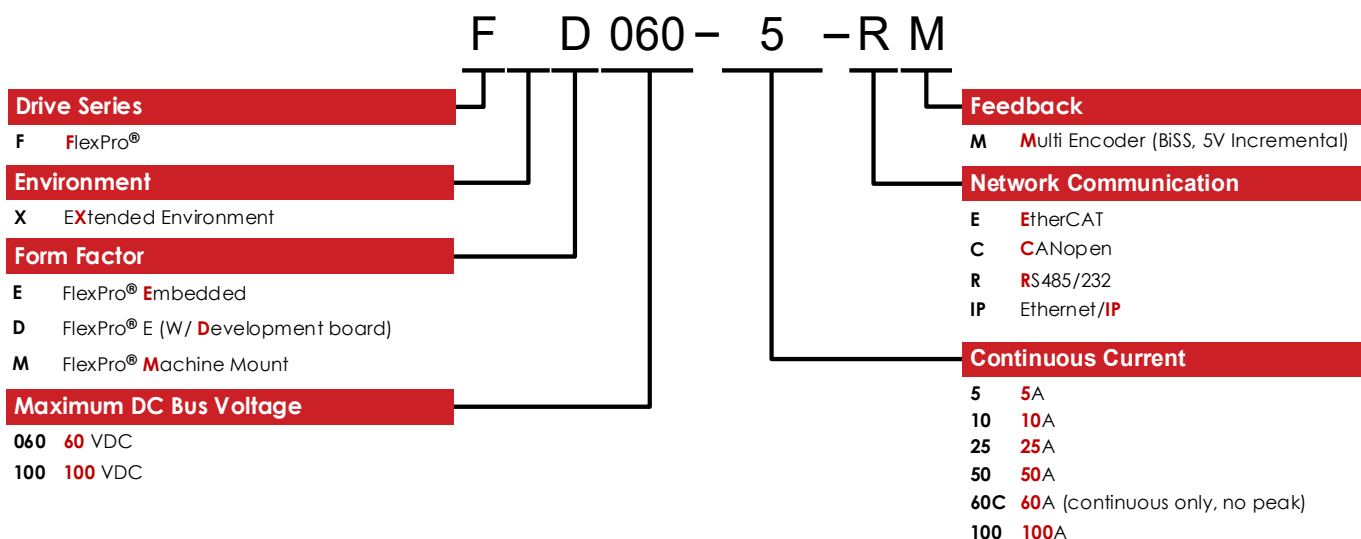 F D 060 – 5 – R M
Drive Series
F FlexPro®
Environment
X EXtended Environment
Form Factor
E FlexPro® Embedded
D FlexPro® E (W/ Development board)
M FlexPro® Machine Mount
Maximum DC Bus Voltage
060 60 VDC
100 100 VDC
Feedback
M Multi Encoder (BiSS, 5V Incremental)
Network Communication
E EtherCAT
C CANopen
R RS485/232
IP Ethernet/IP
Continuous Current
5 5A
10 10A
25 25A
50 50A
60C 60A (continuous only, no peak)
100 100A